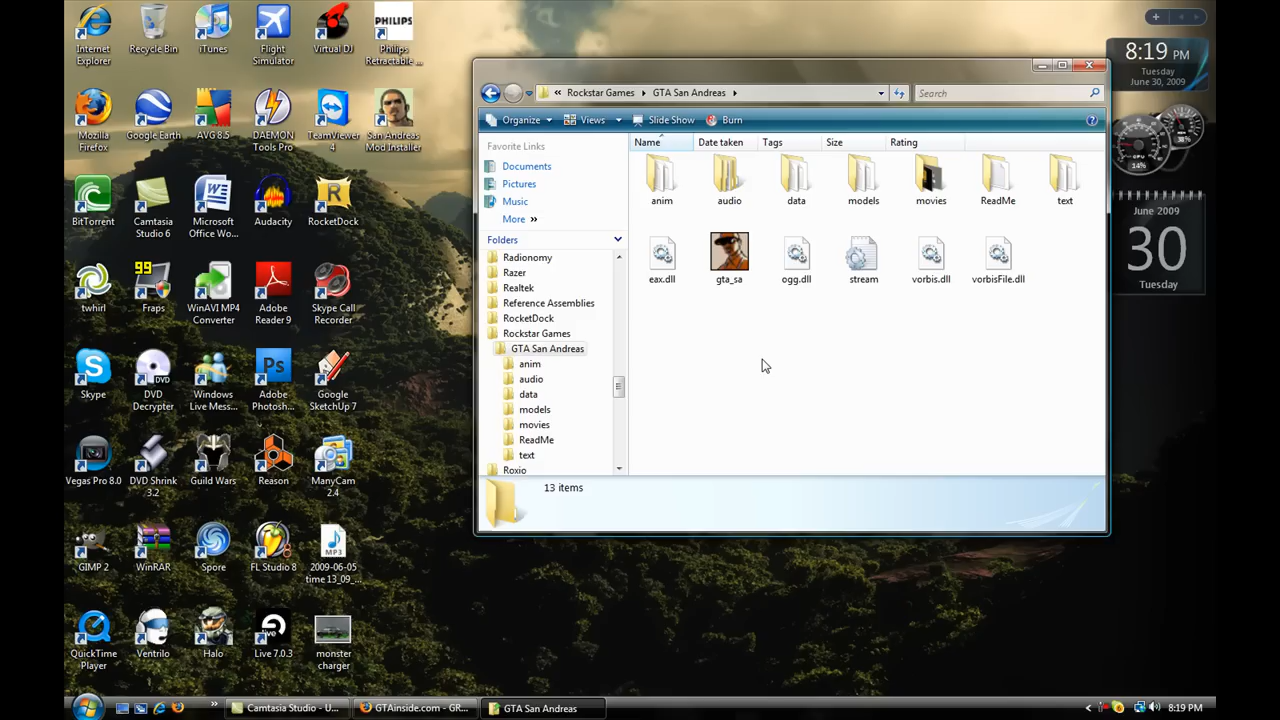 Internet Explorer
Recycle Bin
iTunes
Flight Simulator
Virtual DJ
PHILIPS
Philips Retractable ...
Mozilla Firefox
Google Earth
AVG 8.5
DAEMON Tools Pro
TeamViewer 4
San Andreas Mod Installer
BitTorrent
Camtasia Studio 6
Microsoft Office Wo...
Audacity
R
RocketDock
twhirl
99
Fraps
WinAVI MP4 Converter
Adobe Reader 9
Skype Call Recorder
Skype
DVD
DVD Decrypter
Windows Live Mess...
Ps
Adobe Photosh...
Google SketchUp 7
Vegas Pro 8.0
DVD Shrink 3.2
Guild Wars
Reason
ManyCam 2.4
GIMP 2
WinRAR
Spore
FL Studio 8
MP3
2009-06-05 time 13_09_...
QuickTime Player
Ventrilo
Halo
live
Live 7.0.3
monster charger
« Rockstar Games GTA San Andreas
Search
Organize Views Slide Show Burn
Favorite Links
Documents
Pictures
Music
More »
Folders
Radionomy
Razer
Realtek
Reference Assemblies
RocketDock
Rockstar Games
GTA San Andreas
anim
audio
data
models
movies
ReadMe
text
Roxio
Name Date taken Tags Size Rating
anim audio data models movies ReadMe text
eax.dll gta_sa ogg.dll stream vorbis.dll vorbisFile.dll
13 items
8:19 PM
Tuesday
June 30, 2009
CPU
14%
38%
June 2009
30
Tuesday
Camtasia Studio - U...
GTAinside.com - GR...
GTA San Andreas
8:19 PM